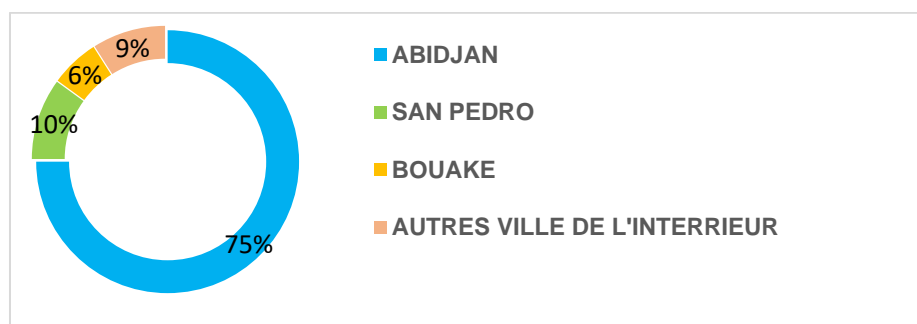 9%
6%
10%
75%
ABIDJAN
SAN PEDRO
BOUAKE
AUTRES VILLE DE L'INTERRIEUR